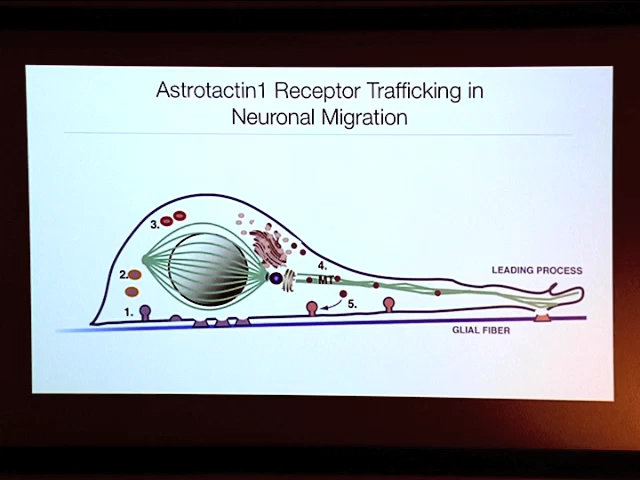 Astrotactin1 Receptor Trafficking in
Neuronal Migration
3.
4.
LEADING PROCESS
2.
MT
1.
5.
GLIAL FIBER